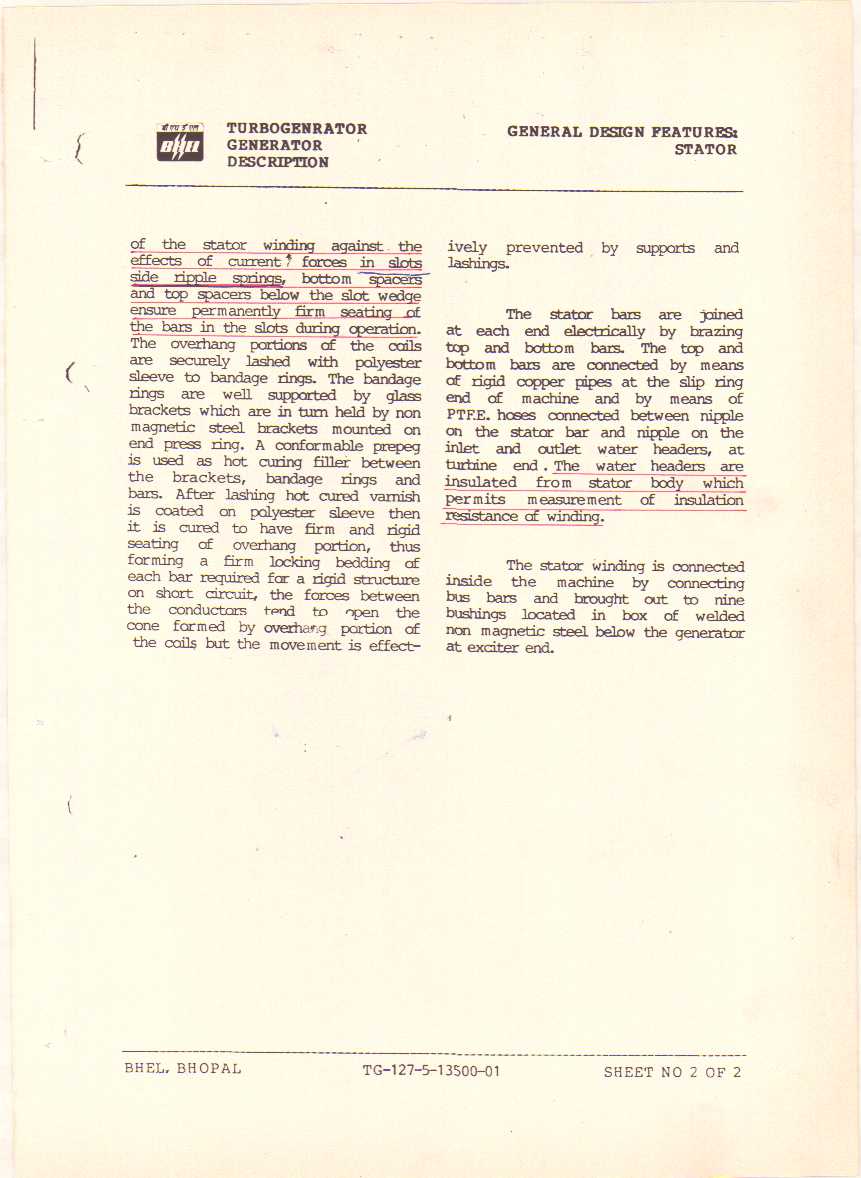 बी एच ई एल
BHEL
TURBOGENRATOR
GENERATOR
DESCRIPTION
GENERAL DESIGN FEATURES:
STATOR
of the stator winding against the
effects of current forces in slots
side ripple springs, bottom spacers
and top spacers below the slot wedge
ensure permanently firm seating of
the bars in the slots during operation.
The overhang portions of the coils
are securely lashed with polyester
sleeve to bandage rings. The bandage
rings are well supported by glass
brackets which are in turn held by non
magnetic steel brackets mounted on
end press ring. A conformable prepeg
is used as hot curing filler between
the brackets, bandage rings and
bars. After lashing hot cured varnish
is coated on polyester sleeve then
it is cured to have firm and rigid
seating of overhang portion, thus
forming a firm locking bedding of
each bar required for a rigid structure
on short circuit, the forces between
the conductors tend to open the
cone formed by overhang portion of
the coils but the movement is effect-
ively prevented by supports and
lashings.
The stator bars are joined
at each end electrically by brazing
top and bottom bars. The top and
bottom bars are connected by means
of rigid copper pipes at the slip ring
end of machine and by means of
PTF.E. hoses connected between nipple
on the stator bar and nipple on the
inlet and outlet water headers, at
turbine end. The water headers are
insulated from stator body which
permits measurement of insulation
resistance of winding.
The stator winding is connected
inside the machine by connecting
bus bars and brought out to nine
bushings located in box of welded
non magnetic steel below the generator
at exciter end.
BHEL, BHOPAL
TG-127-5-13500-01
SHEET NO 2 OF 2